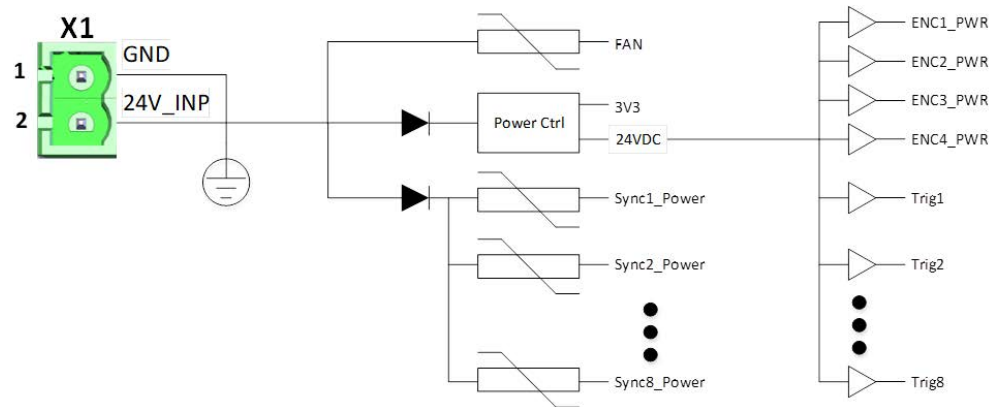 X1
1
GND
2
24V_INP
FAN
Power Ctrl
3V3
24VDC
Sync1_Power
Sync2_Power
Sync8_Power
ENC1_PWR
ENC2_PWR
ENC3_PWR
ENC4_PWR
Trig1
Trig2
Trig8